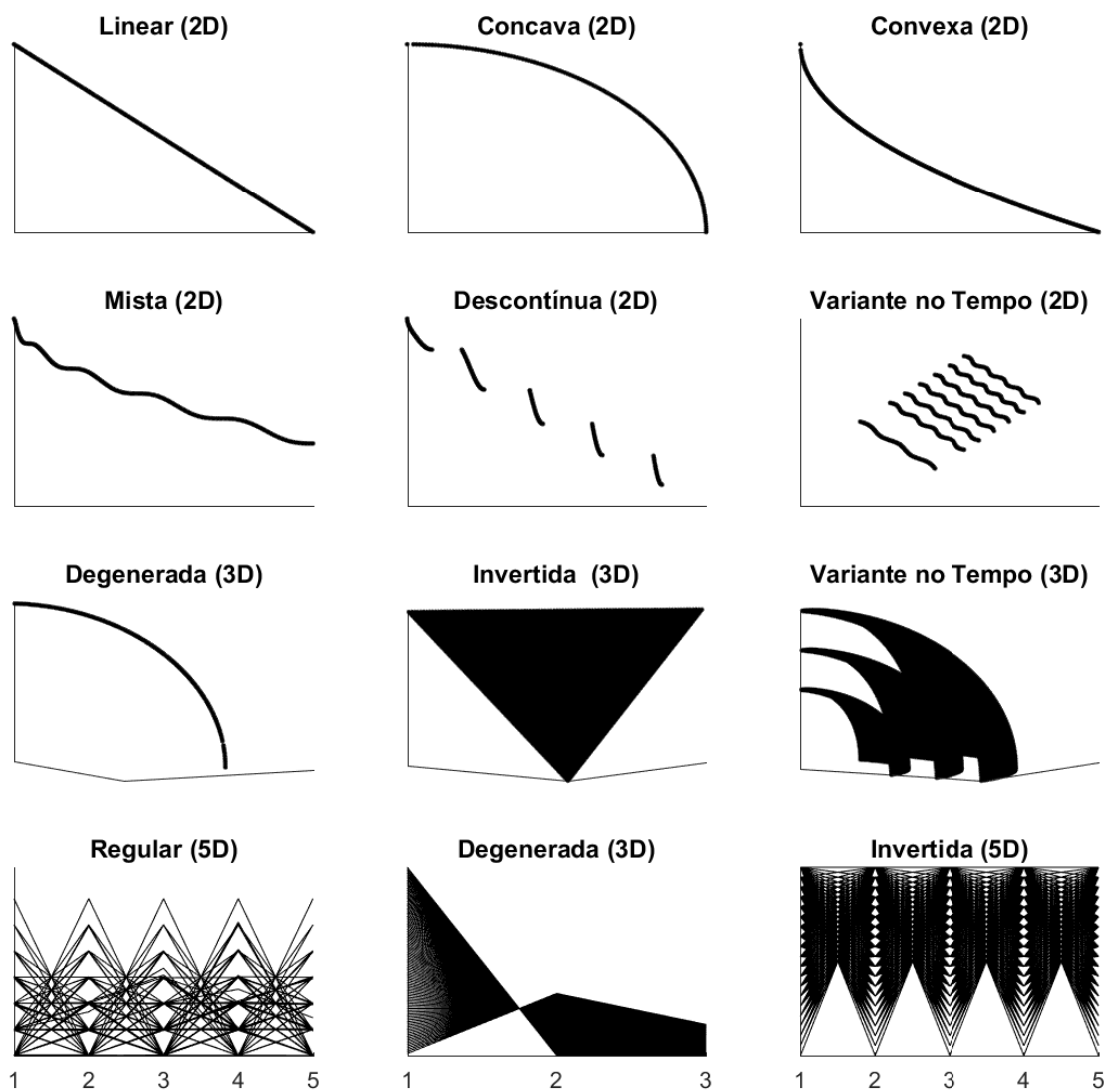 Linear (2D)
Concava (2D)
Convexa (2D)
Mista (2D)
Descontínua (2D)
Variante no Tempo (2D)
Degenerada (3D)
Invertida (3D)
Variante no Tempo (3D)
Regular (5D)
Degenerada (3D)
Invertida (5D)
1 2 3 4 5
1 2 3
1 2 3 4 5